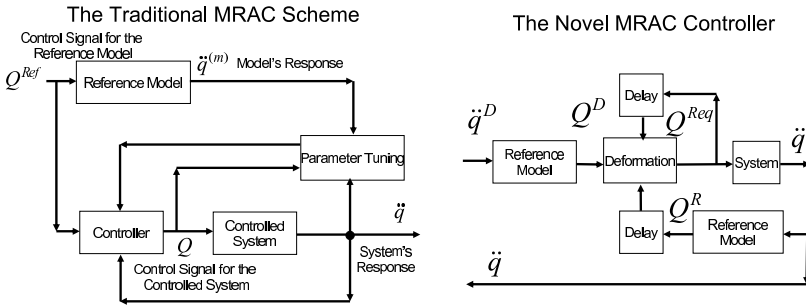 The Traditional MRAC Scheme
Control Signal for the
Reference Model
Q^Ref
Reference Model
q̈^(m)
Model's Response
Parameter Tuning
Controller
Q
Controlled
System
q̈
System's
Response
Control Signal for the
Controlled System
The Novel MRAC Controller
Delay
q̈^D
Q^D
Q^Req
q̈
Reference
Model
Deformation
System
Q^R
Delay
Reference
Model
q̈